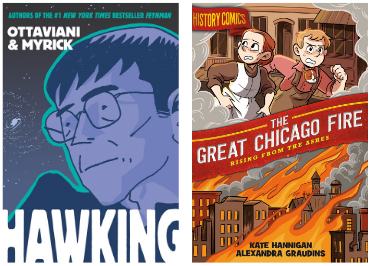 AUTHORS OF THE #1 NEW YORK TIMES BESTSELLER FEYNMAN
OTTAVIANI
& MYRICK
HAWKING
HISTORY COMICS
THE
GREAT CHICAGO FIRE
RISING FROM THE ASHES
KATE HANNIGAN
ALEXANDRA GRAUDINS